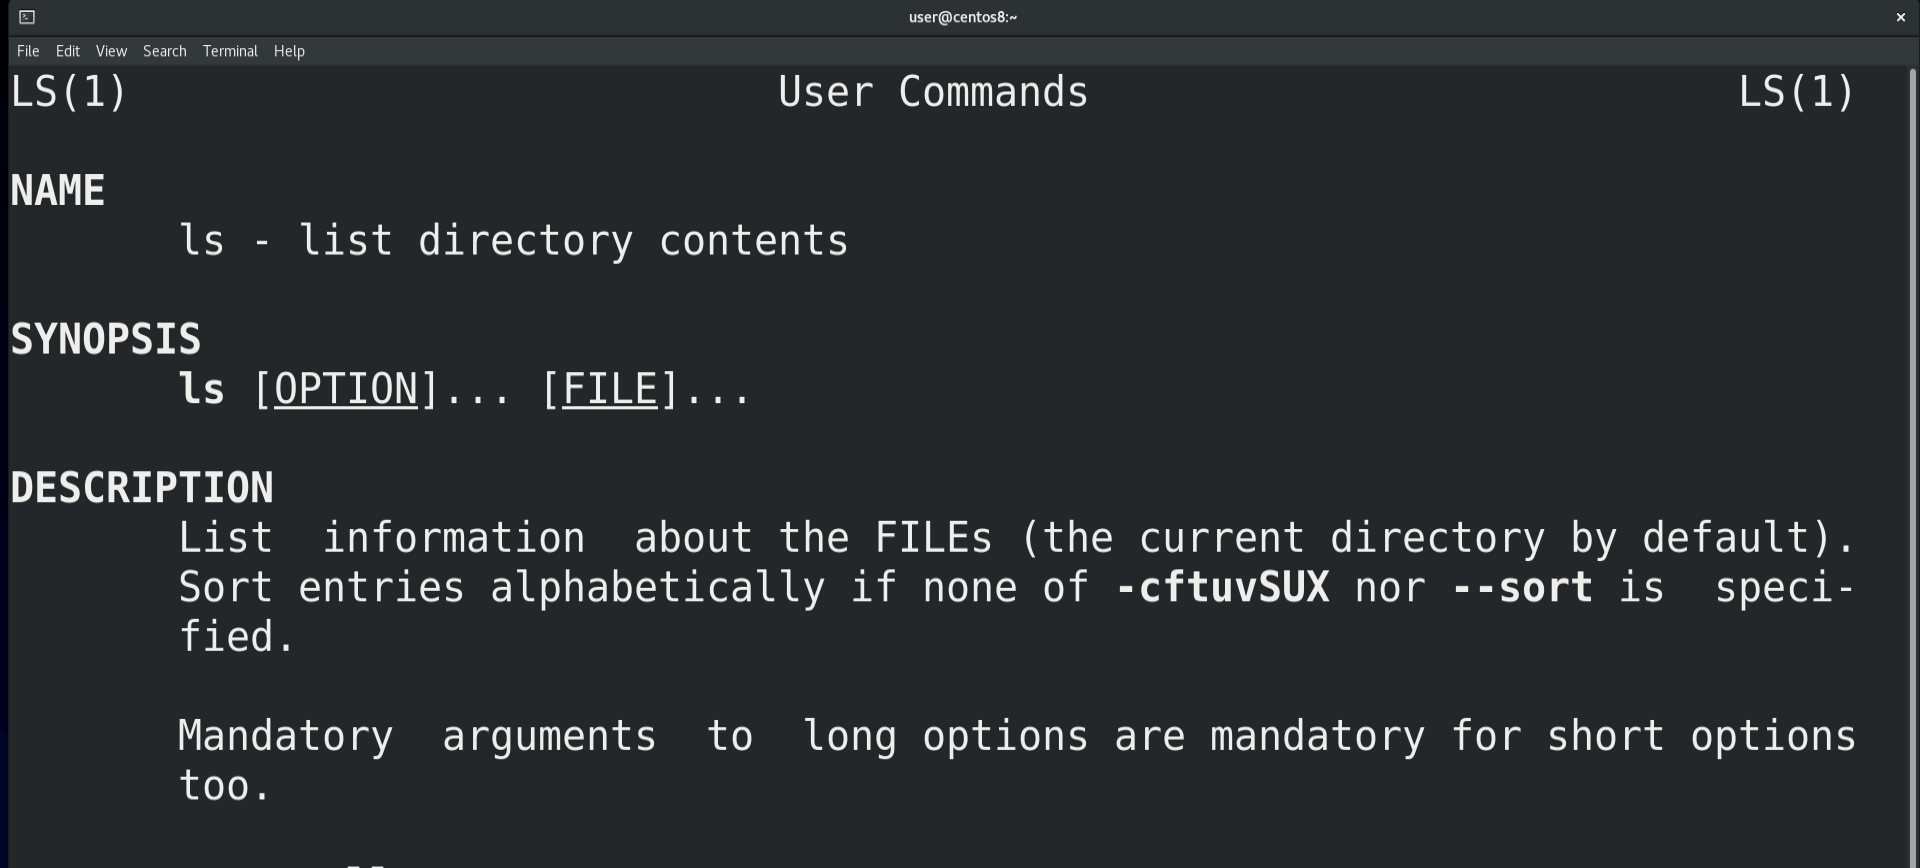 user@centos8:~
File Edit View Search Terminal Help
LS(1) User Commands LS(1)
NAME
ls - list directory contents
SYNOPSIS
ls [OPTION]... [FILE]...
DESCRIPTION
List information about the FILEs (the current directory by default).
Sort entries alphabetically if none of -cftuvSUX nor --sort is speci-
fied.
Mandatory arguments to long options are mandatory for short options
too.